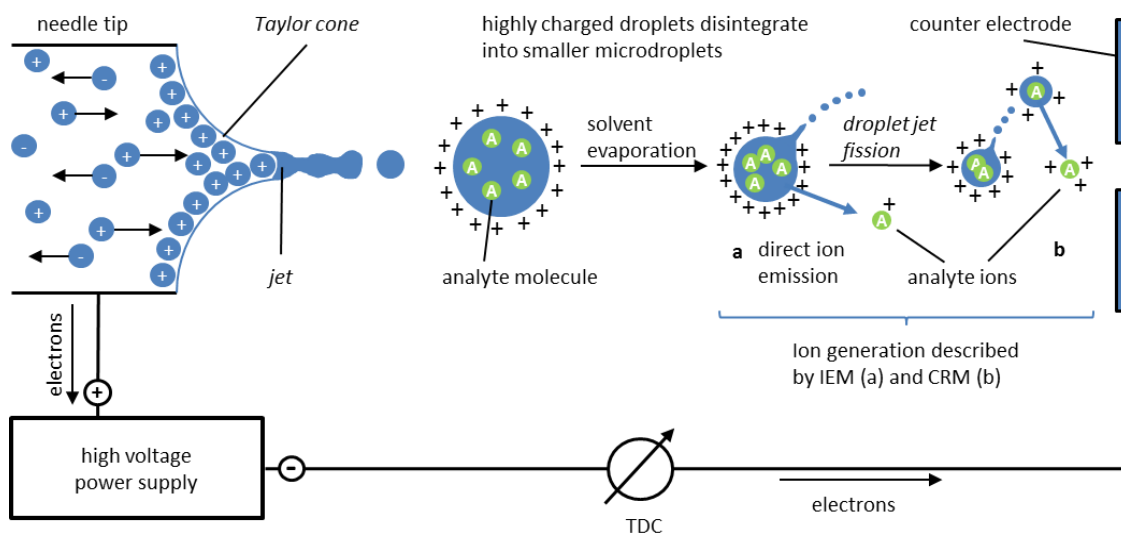 needle tip
Taylor cone
highly charged droplets disintegrate
into smaller microdroplets
counter electrode
solvent
evaporation
droplet jet
fission
jet
analyte molecule
a
direct ion
emission
analyte ions
b
electrons
Ion generation described
by IEM (a) and CRM (b)
high voltage
power supply
TDC
electrons
A
A
A
A
A
A
A
A
A
A
A
A
A
+
-